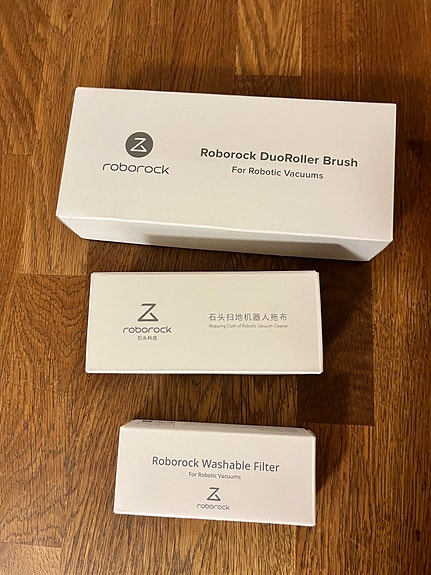 roborock
Roborock DuoRoller Brush
For Robotic Vacuums
roborock
石头科技
石头扫地机器人拖布
Mopping Cloth of Robotic Vacuum Cleaner
Roborock Washable Filter
For Robotic Vacuums
roborock